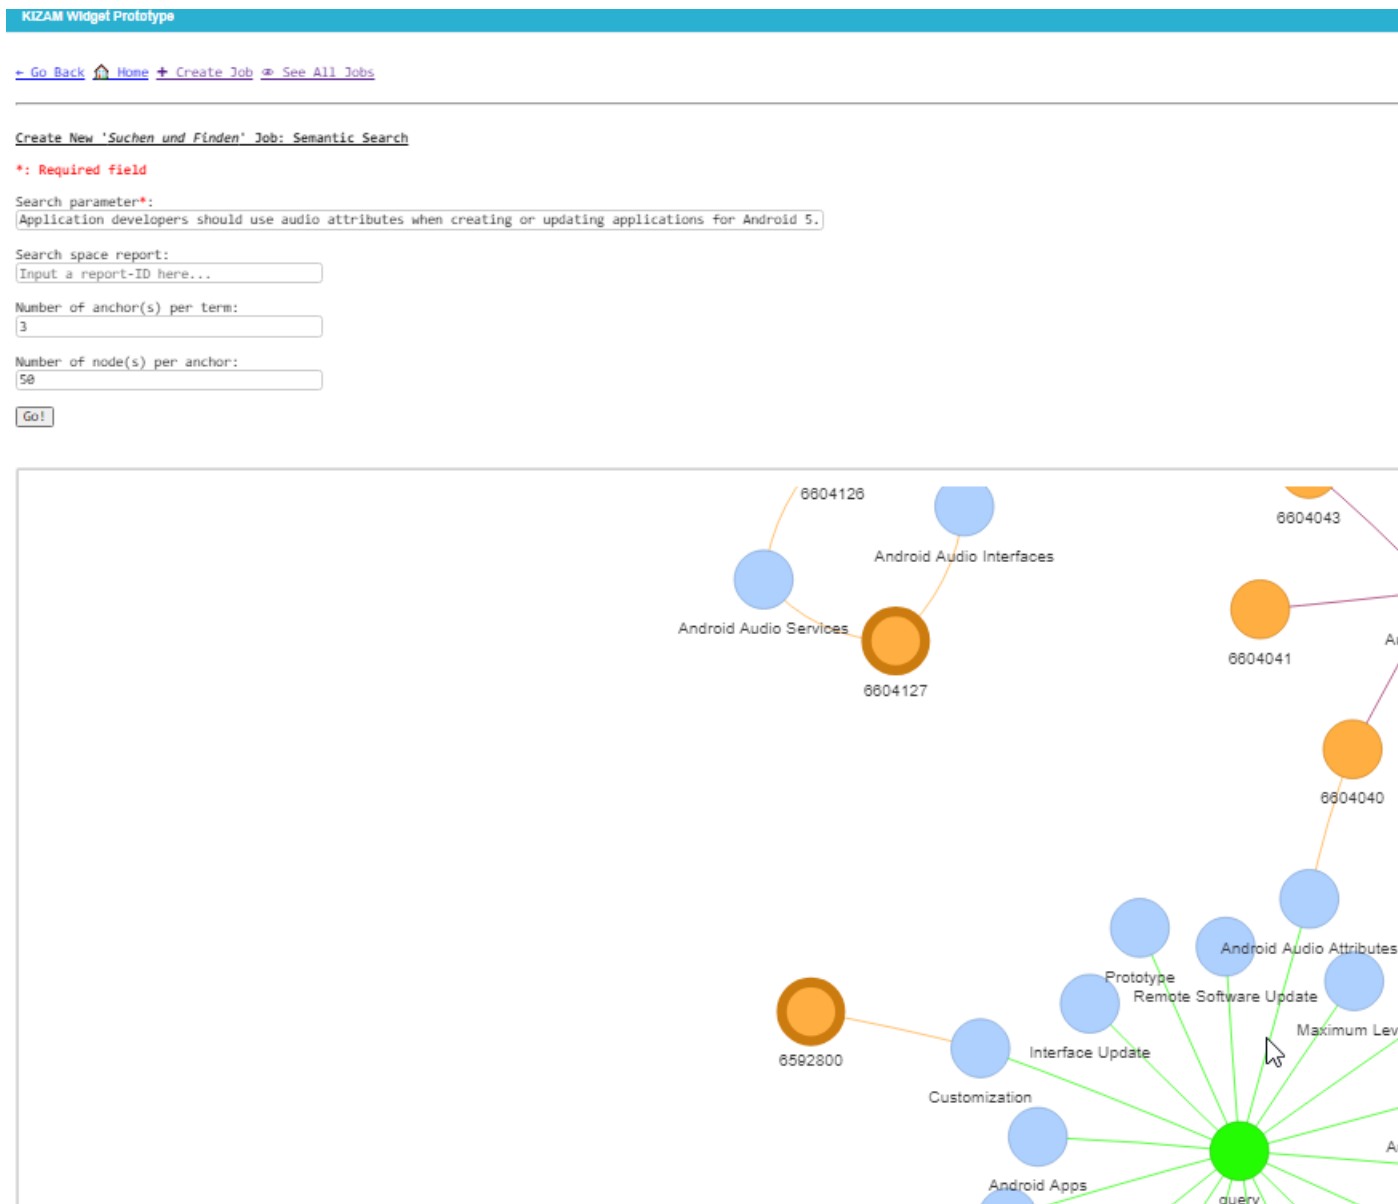 KIZAM Widget Prototype
← Go Back Home + Create Job See All Jobs
Create New 'Suchen und Finden' Job: Semantic Search
*: Required field
Search parameter*:
Application developers should use audio attributes when creating or updating applications for Android 5.
Search space report:
Input a report-ID here...
Number of anchor(s) per term:
3
Number of node(s) per anchor:
50
Go!
6604126
6604043
Android Audio Interfaces
Android Audio Services
6604041
6604127
6604040
Android Audio Attributes
Prototype
Remote Software Update
Maximum Lev
Interface Update
6592800
Customization
Android Apps
query